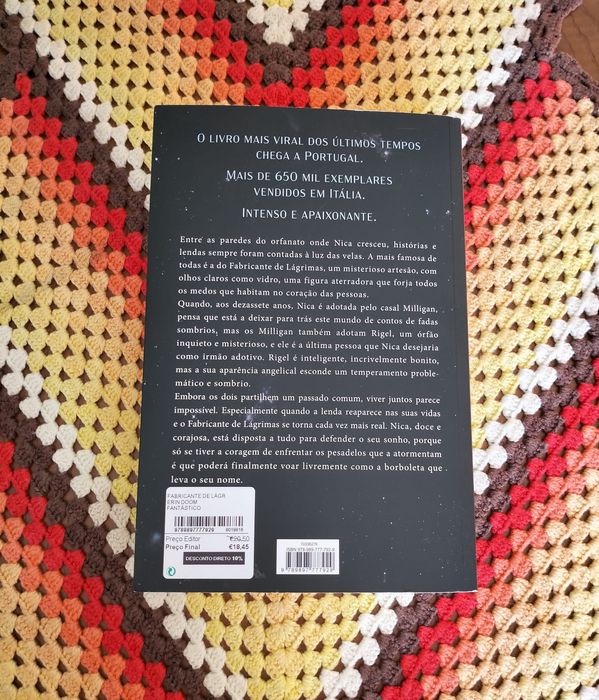 O LIVRO MAIS VIRAL DOS ÚLTIMOS TEMPOS
CHEGA A PORTUGAL.
MAIS DE 650 MIL EXEMPLARES
VENDIDOS EM ITÁLIA.
INTENSO E APAIXONANTE.
Entre as paredes do orfanato onde Nica cresceu, histórias e
lendas sempre foram contadas à luz das velas. A mais famosa de
todas é a do Fabricante de Lágrimas, um misterioso artesão, com
olhos claros como vidro, uma figura aterradora que forja todos
os medos que habitam no coração das pessoas.
Quando, aos dezassete anos, Nica é adotada pelo casal Milligan,
pensa que está a deixar para trás este mundo de contos de fadas
sombrios, mas os Milligan também adotam Rigel, um órfão
inquieto e misterioso, e ele é a última pessoa que Nica desejaria
como irmão adotivo. Rigel é inteligente, incrivelmente bonito,
mas a sua aparência angelical esconde um temperamento proble-
mático e sombrio.
Embora os dois partilhem um passado comum, viver juntos parece
impossível. Especialmente quando a lenda reaparece nas suas vidas
e o Fabricante de Lágrimas se torna cada vez mais real. Nica, doce e
corajosa, está disposta a tudo para defender o seu sonho, porque
só se tiver a coragem de enfrentar os pesadelos que a atormentam
é que poderá finalmente voar livremente como a borboleta que
leva o seu nome.
FABRICANTE DE LÁGR
ERIN DOOM
FANTÁSTICO
9789897777929
Preço Editor €20,50
Preço Final €18,45
DESCONTO DIRETO 10%
ISBN 978-989-777-792-9
9 789897 777929